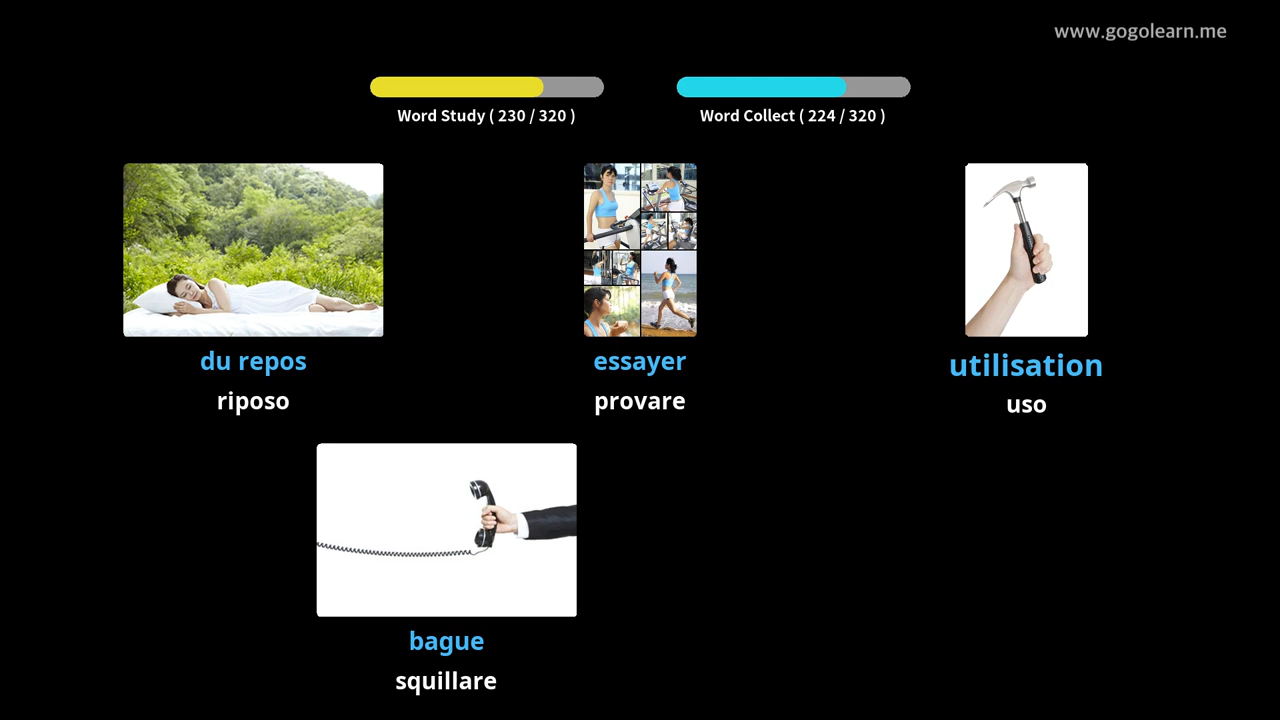 www.gogolearn.me
Word Study ( 230 / 320 )
Word Collect ( 224 / 320 )
du repos
riposo
essayer
provare
utilisation
uso
bague
squillare